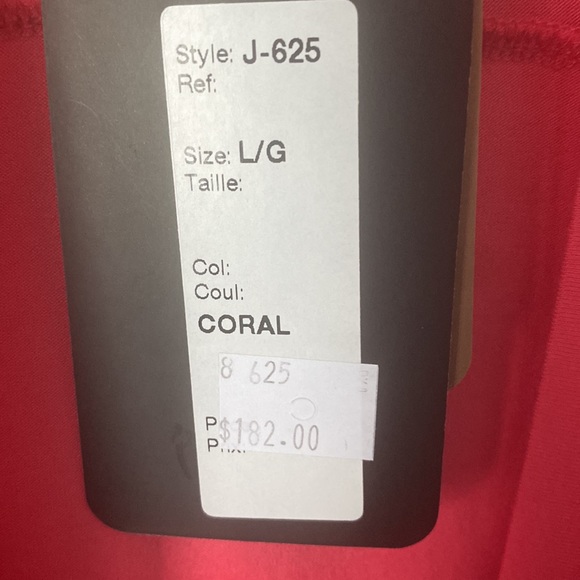 Style: J-625
Ref:
Size: L/G
Taille:
Col:
Coul:
CORAL
8 625
$182.00